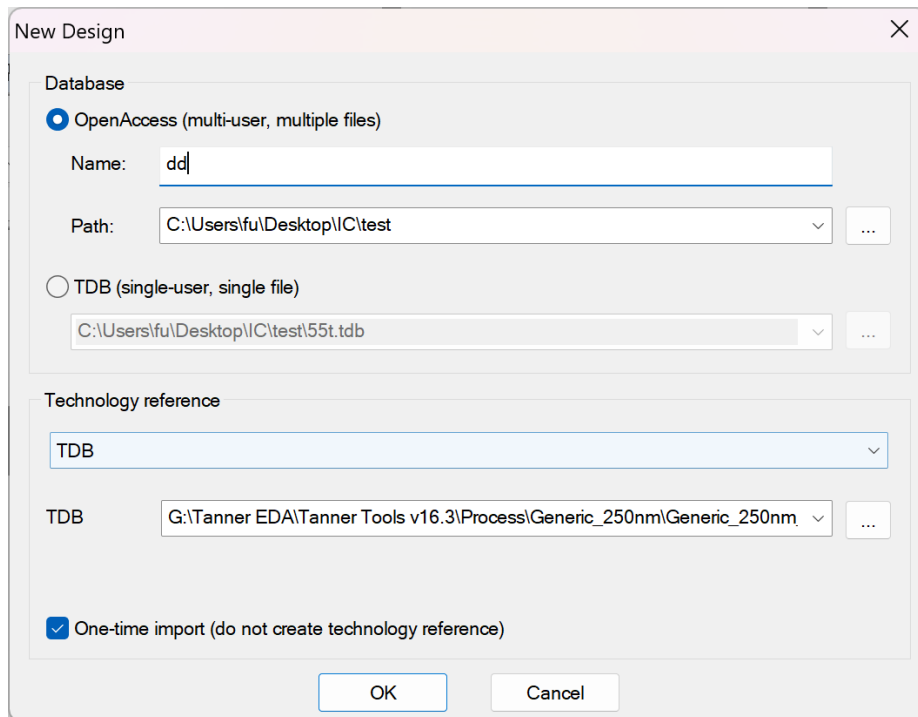 New Design
Database
OpenAccess (multi-user, multiple files)
Name: dd
Path: C:\Users\fu\Desktop\IC\test ...
TDB (single-user, single file)
C:\Users\fu\Desktop\IC\test\55t.tdb ...
Technology reference
TDB
TDB G:\Tanner EDA\Tanner Tools v16.3\Process\Generic_250nm\Generic_250nm_ ...
One-time import (do not create technology reference)
OK Cancel